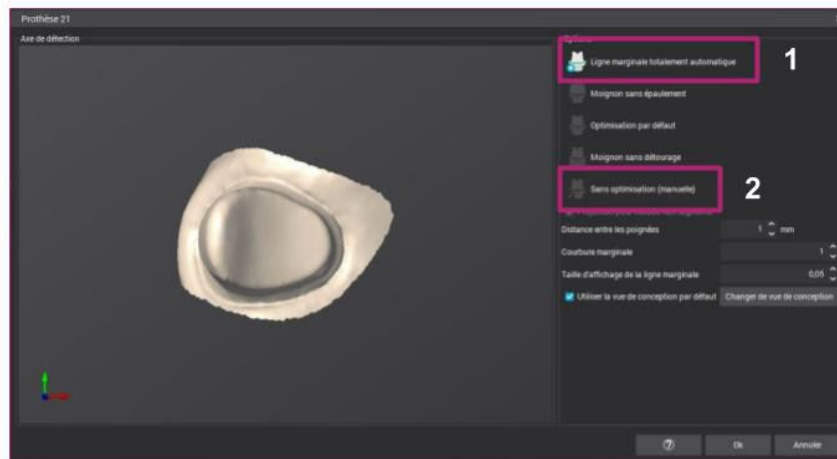 Prothèse 21
Axe de détection
Options
Ligne marginale totalement automatique
1
Moignon sans épaulement
Optimisation par défaut
Moignon sans détourage
Sans optimisation (manuelle)
2
Distance entre les poignées 1 mm
Courbure marginale 1
Taille d'affichage de la ligne marginale 0,05
Utiliser la vue de conception par défaut Changer de vue de conception
? Ok Annuler